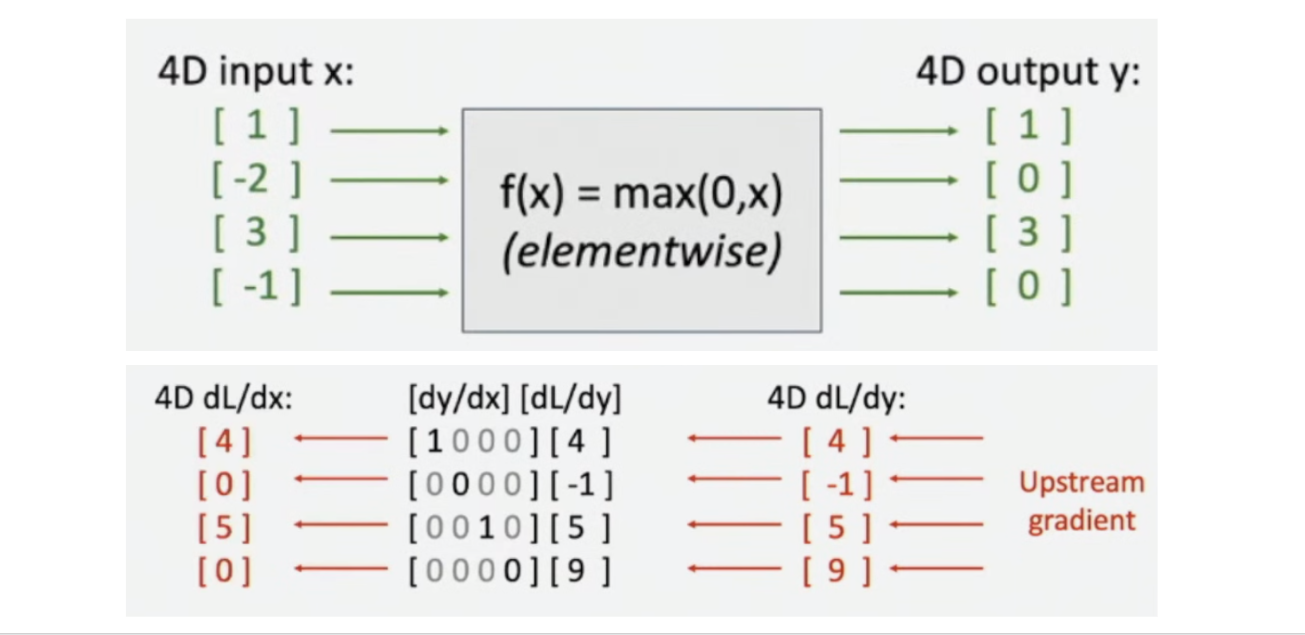 4D input x:
[ 1 ]
[ -2 ]
[ 3 ]
[ -1 ]
f(x) = max(0,x)
(elementwise)
4D output y:
[ 1 ]
[ 0 ]
[ 3 ]
[ 0 ]
4D dL/dx:
[ 4 ]
[ 0 ]
[ 5 ]
[ 0 ]
[dy/dx] [dL/dy]
[ 1 0 0 0 ] [ 4 ]
[ 0 0 0 0 ] [ -1 ]
[ 0 0 1 0 ] [ 5 ]
[ 0 0 0 0 ] [ 9 ]
4D dL/dy:
[ 4 ]
[ -1 ]
[ 5 ]
[ 9 ]
Upstream
gradient